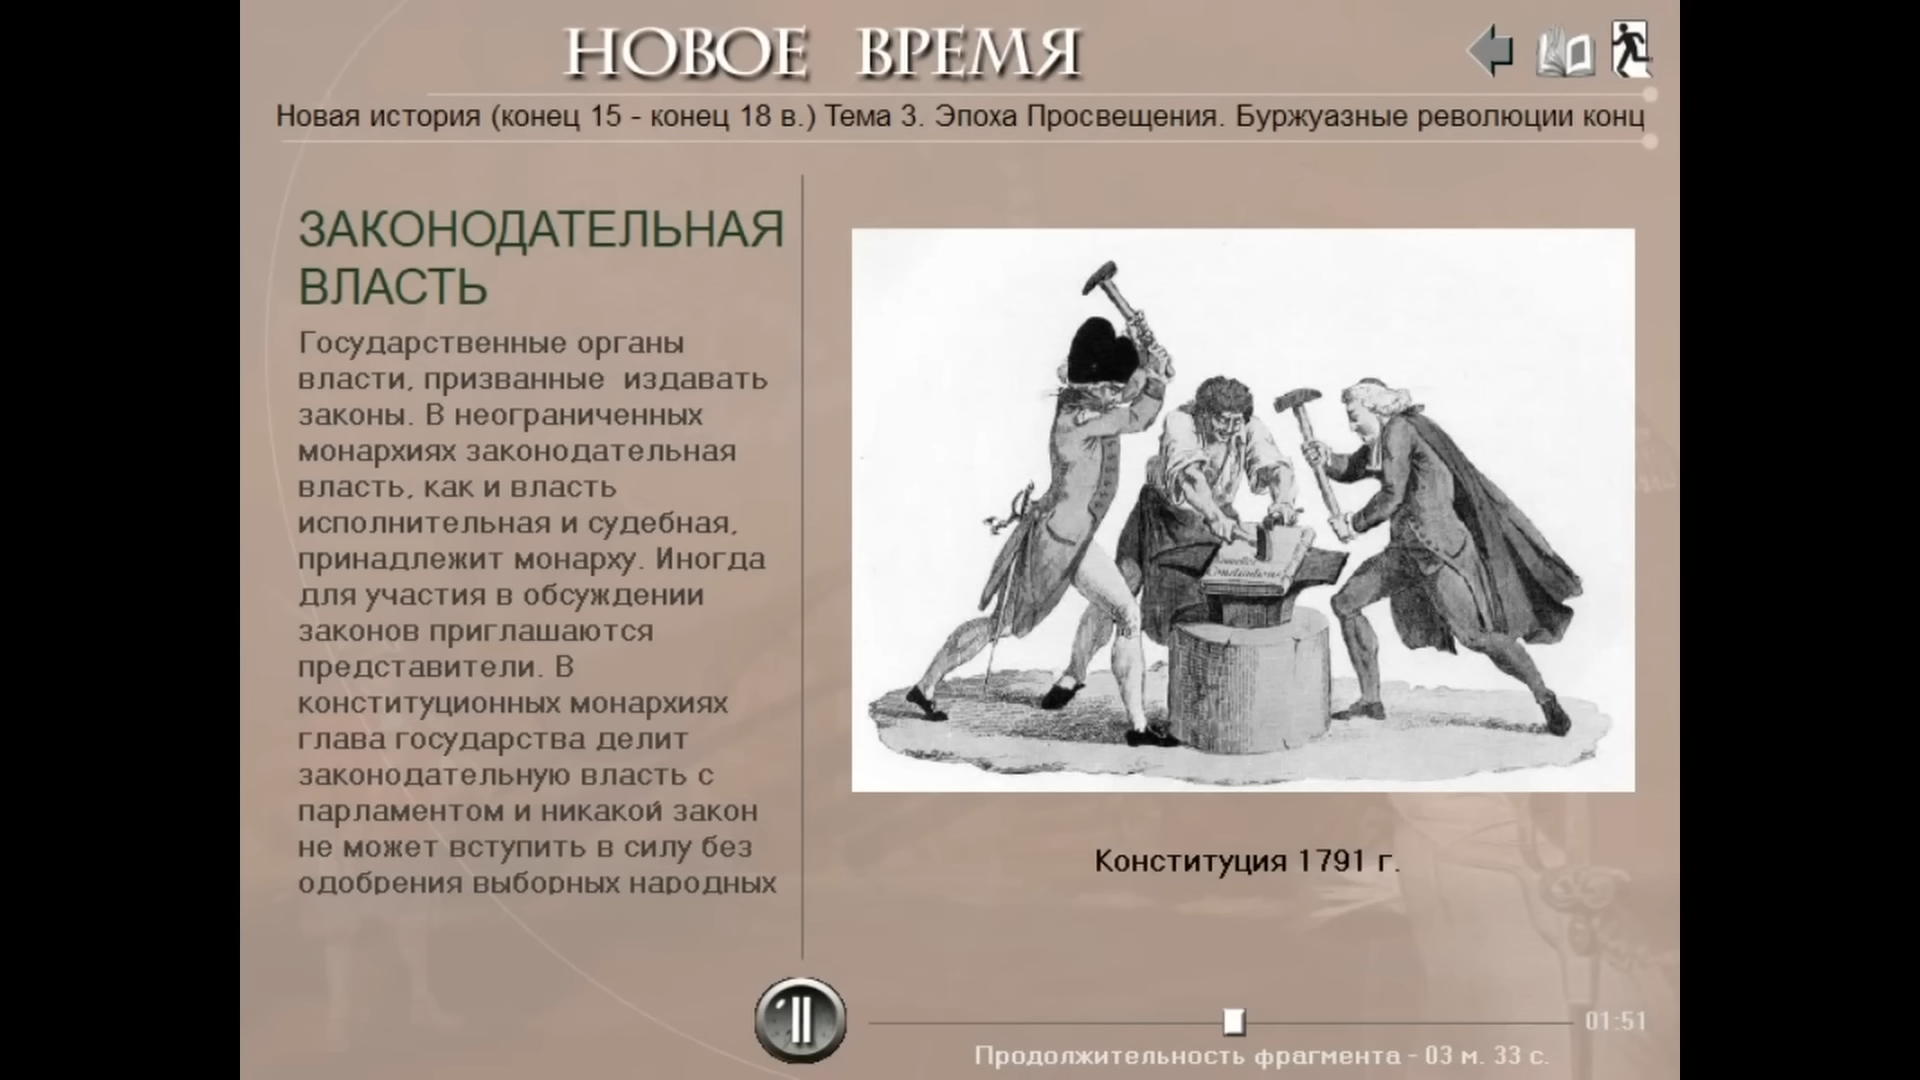 НОВОЕ ВРЕМЯ
Новая история (конец 15 - конец 18 в.) Тема 3. Эпоха Просвещения. Буржуазные революции конц
ЗАКОНОДАТЕЛЬНАЯ
ВЛАСТЬ
Государственные органы
власти, призванные издавать
законы. В неограниченных
монархиях законодательная
власть, как и власть
исполнительная и судебная,
принадлежит монарху. Иногда
для участия в обсуждении
законов приглашаются
представители. В
конституционных монархиях
глава государства делит
законодательную власть с
парламентом и никакой закон
не может вступить в силу без
одобрения выборных народных
Конституция 1791 г.
01:51
Продолжительность фрагмента - 03 м. 33 с.